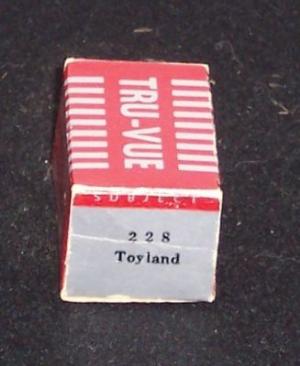 TRU-VUE
SUBJECT
228
Toyland